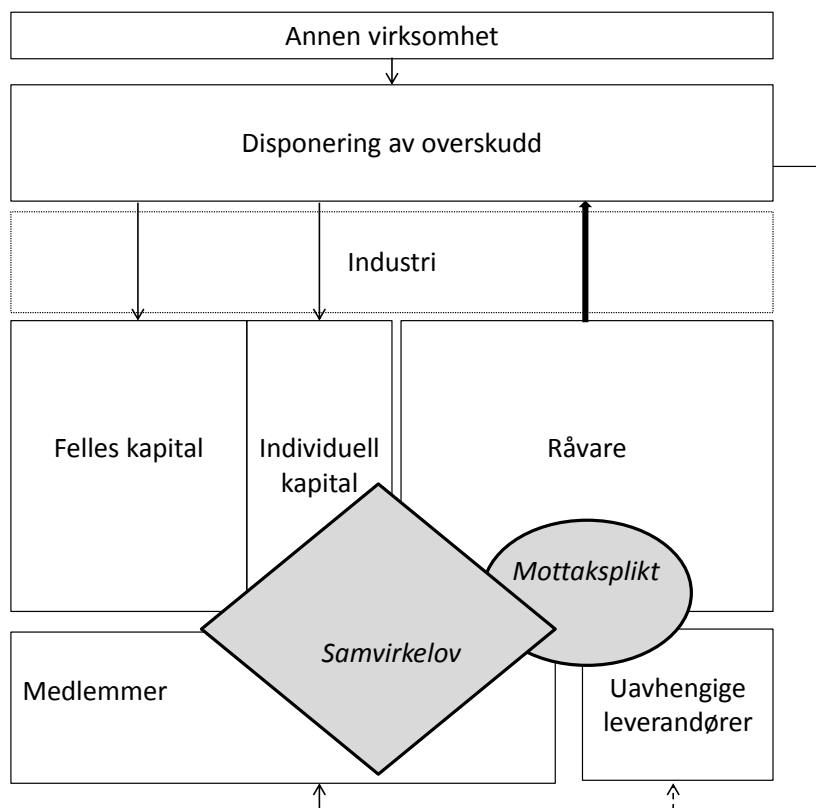 Annen virksomhet
Disponering av overskudd
Industri
Felles kapital
Individuell
kapital
Råvare
Mottaksplikt
Samvirkelov
Medlemmer
Uavhengige
leverandører